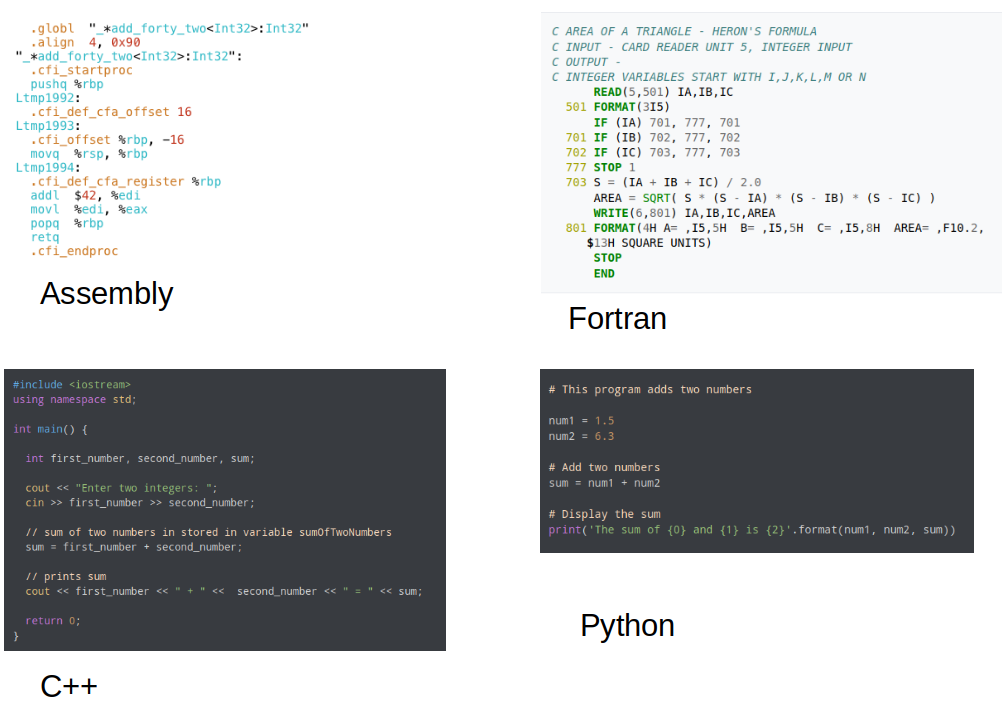 .globl  "_*add_forty_two<Int32>:Int32"
.align  4, 0x90
"_*add_forty_two<Int32>:Int32":
.cfi_startproc
pushq %rbp
Ltmp1992:
.cfi_def_cfa_offset 16
Ltmp1993:
.cfi_offset %rbp, −16
movq  %rsp, %rbp
Ltmp1994:
.cfi_def_cfa_register %rbp
addl  $42, %edi
movl  %edi, %eax
popq  %rbp
retq
.cfi_endproc
Assembly
C AREA OF A TRIANGLE - HERON'S FORMULA
C INPUT - CARD READER UNIT 5, INTEGER INPUT
C OUTPUT -
C INTEGER VARIABLES START WITH I,J,K,L,M OR N
READ(5,501) IA,IB,IC
501 FORMAT(3I5)
IF (IA) 701, 777, 701
701 IF (IB) 702, 777, 702
702 IF (IC) 703, 777, 703
777 STOP 1
703 S = (IA + IB + IC) / 2.0
AREA = SQRT( S * (S - IA) * (S - IB) * (S - IC) )
WRITE(6,801) IA,IB,IC,AREA
801 FORMAT(4H A= ,I5,5H  B= ,I5,5H  C= ,I5,8H  AREA= ,F10.2,
$13H SQUARE UNITS)
STOP
END
Fortran
#include <iostream>
using namespace std;
int main() {
int first_number, second_number, sum;
cout << "Enter two integers: ";
cin >> first_number >> second_number;
// sum of two numbers in stored in variable sumOfTwoNumbers
sum = first_number + second_number;
// prints sum
cout << first_number << " + " <<  second_number << " = " << sum;
return 0;
}
C++
# This program adds two numbers
num1 = 1.5
num2 = 6.3
# Add two numbers
sum = num1 + num2
# Display the sum
print('The sum of {0} and {1} is {2}'.format(num1, num2, sum))
Python